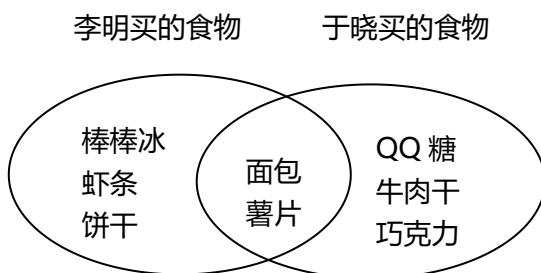 李明买的食物 于晓买的食物
棒棒冰
虾条
饼干
面包
薯片
QQ 糖
牛肉干
巧克力